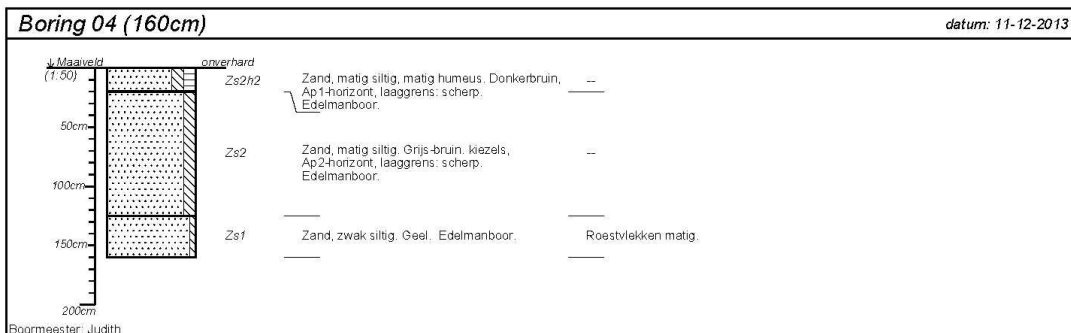 Boring 04 (160cm)
datum: 11-12-2013
Maaiveld
onverhard
(1:50)
Zs2h2
Zand, matig siltig, matig humeus. Donkerbruin,
Ap1-horizont, laaggrens: scherp.
Edelmanboor.
--
50cm
Zs2
Zand, matig siltig. Grijs-bruin. kiezels,
Ap2-horizont, laaggrens: scherp.
Edelmanboor.
--
100cm
150cm
Zs1
Zand, zwak siltig. Geel. Edelmanboor.
Roestvlekken matig.
200cm
Boormeester: Judith